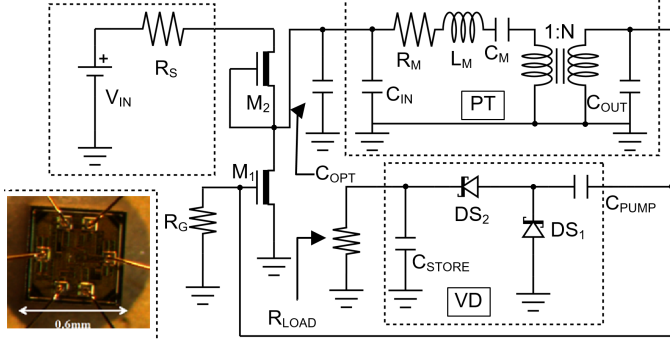 1:N
R_S
R_M
L_M
C_M
+
V_IN
M_2
C_IN
PT
C_OUT
M_1
C_OPT
R_G
DS_2
DS_1
C_PUMP
C_STORE
R_LOAD
VD
0.6mm